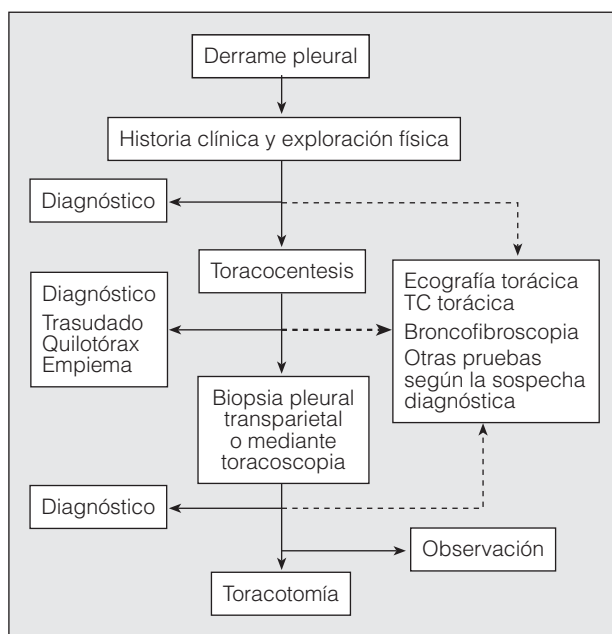 Derrame pleural
Historia clínica y exploración física
Diagnóstico
Toracocentesis
Diagnóstico
Trasudado
Quilotórax
Empiema
Ecografía torácica
TC torácica
Broncofibroscopia
Otras pruebas
según la sospecha
diagnóstica
Biopsia pleural
transparietal
o mediante
toracoscopia
Diagnóstico
Observación
Toracotomía